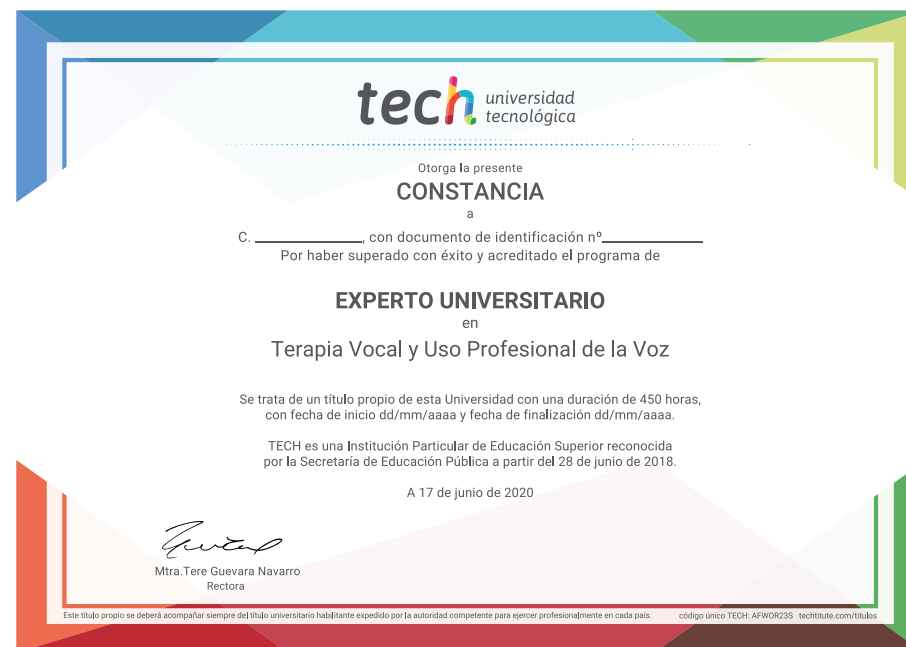 tech universidad
tecnológica
Otorga la presente
CONSTANCIA
a
C. ____________, con documento de identificación nº____________
Por haber superado con éxito y acreditado el programa de
EXPERTO UNIVERSITARIO
en
Terapia Vocal y Uso Profesional de la Voz
Se trata de un título propio de esta Universidad con una duración de 450 horas,
con fecha de inicio dd/mm/aaaa y fecha de finalización dd/mm/aaaa.
TECH es una Institución Particular de Educación Superior reconocida
por la Secretaría de Educación Pública a partir del 28 de junio de 2018.
A 17 de junio de 2020
Mtra.Tere Guevara Navarro
Rectora
Este título propio se deberá acompañar siempre del título universitario habilitante expedido por la autoridad competente para ejercer profesionalmente en cada país.
código único TECH: AFWOR23S techtitute.com/titulos